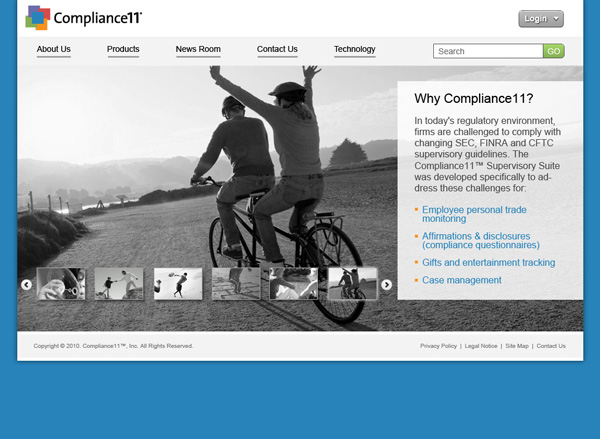 Compliance11®
Login
About Us
Products
News Room
Contact Us
Technology
Search
GO
Why Compliance11?
In today's regulatory environment,
firms are challenged to comply with
changing SEC, FINRA and CFTC
supervisory guidelines. The
Compliance11™ Supervisory Suite
was developed specifically to ad-
dress these challenges for:
Employee personal trade
monitoring
Affirmations & disclosures
(compliance questionnaires)
Gifts and entertainment tracking
Case management
Copyright © 2010. Compliance11™, Inc. All Rights Reserved.
Privacy Policy | Legal Notice | Site Map | Contact Us